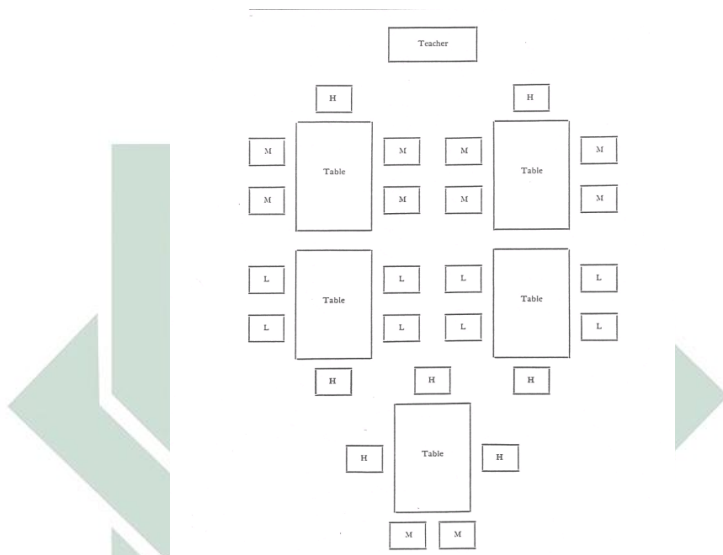 Teacher
H H
M M M M
Table Table
M M M M
L L L L
Table Table
L L L L
H H H
Table
H H
M M